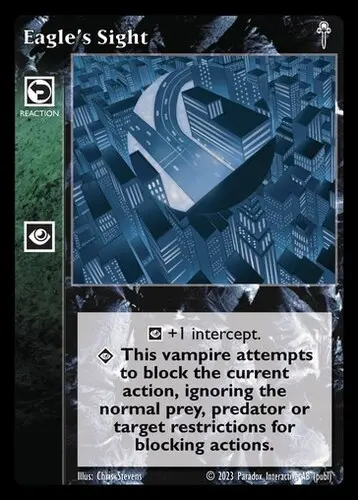 Eagle's Sight
REACTION
+1 intercept.
This vampire attempts
to block the current
action, ignoring the
normal prey, predator or
target restrictions for
blocking actions.
Illus: Chris Stevens
© 2023 Paradox Interactive AB (publ)